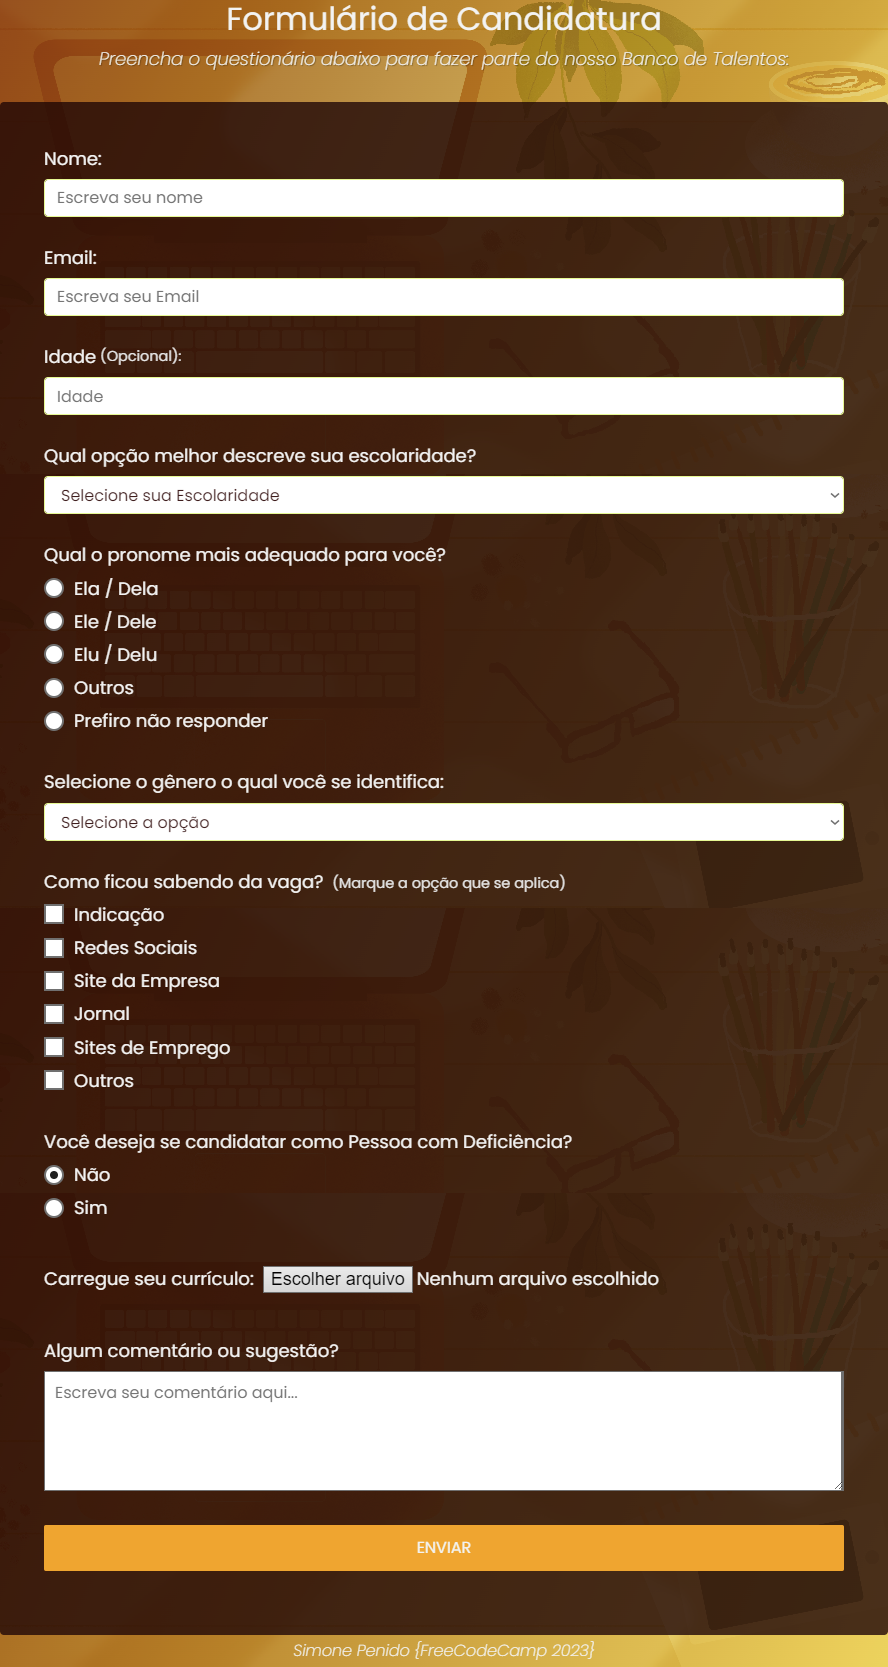 Formulário de Candidatura
Preencha o questionário abaixo para fazer parte do nosso Banco de Talentos:
Nome:
Escreva seu nome
Email:
Escreva seu Email
Idade (Opcional):
Idade
Qual opção melhor descreve sua escolaridade?
Selecione sua Escolaridade
Qual o pronome mais adequado para você?
Ela / Dela
Ele / Dele
Elu / Delu
Outros
Prefiro não responder
Selecione o gênero o qual você se identifica:
Selecione a opção
Como ficou sabendo da vaga? (Marque a opção que se aplica)
Indicação
Redes Sociais
Site da Empresa
Jornal
Sites de Emprego
Outros
Você deseja se candidatar como Pessoa com Deficiência?
Não
Sim
Carregue seu currículo: Escolher arquivo Nenhum arquivo escolhido
Algum comentário ou sugestão?
Escreva seu comentário aqui...
ENVIAR
Simone Penido {FreeCodeCamp 2023}